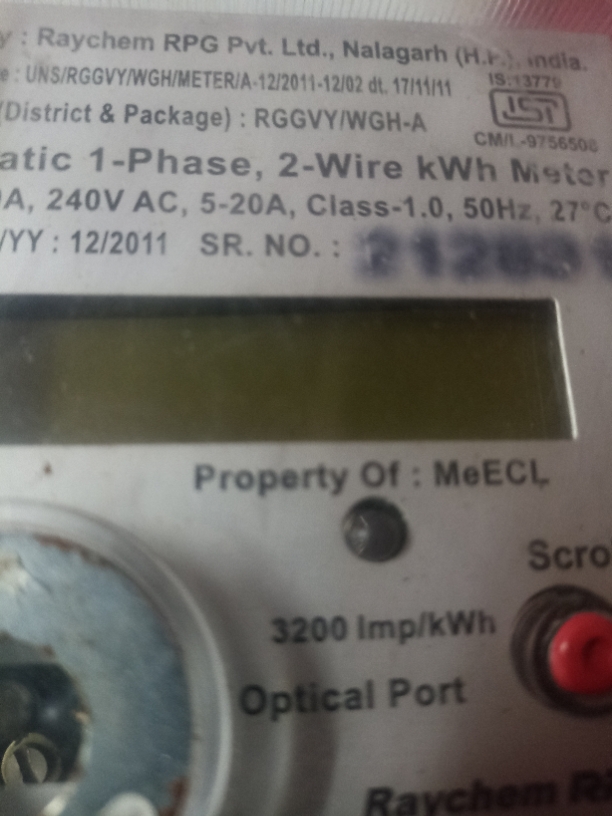 y : Raychem RPG Pvt. Ltd., Nalagarh (H.P.), India.
e : UNS/RGGVY/WGH/METER/A-12/2011-12/02 dt. 17/11/11
IS:13779
ISI
(District & Package) : RGGVY/WGH-A
CM/L-9756506
atic 1-Phase, 2-Wire kWh Meter
A, 240V AC, 5-20A, Class-1.0, 50Hz, 27°C
/YY : 12/2011 SR. NO. :
Property Of : MeECL
Scro
3200 Imp/kWh
Optical Port
Raychem